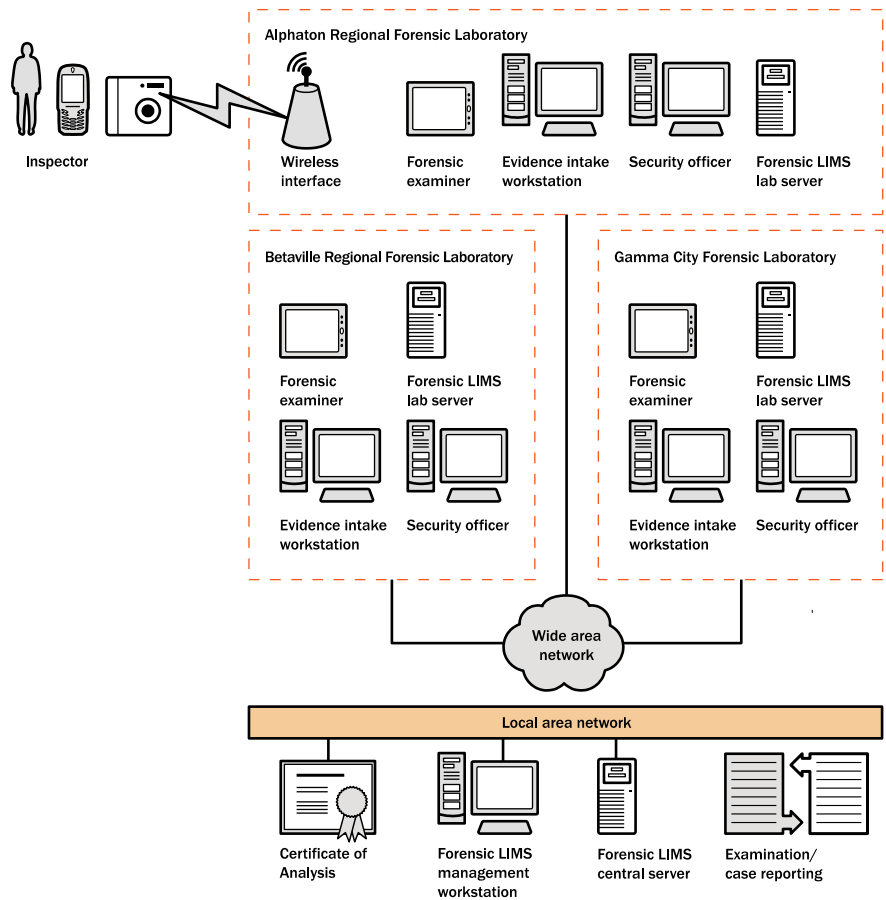 Alphaton Regional Forensic Laboratory
Inspector
Wireless
interface
Forensic
examiner
Evidence intake
workstation
Security officer
Forensic LIMS
lab server
Betaville Regional Forensic Laboratory
Forensic
examiner
Forensic LIMS
lab server
Evidence intake
workstation
Security officer
Gamma City Forensic Laboratory
Forensic
examiner
Forensic LIMS
lab server
Evidence intake
workstation
Security officer
Wide area
network
Local area network
Certificate of
Analysis
Forensic LIMS
management
workstation
Forensic LIMS
central server
Examination/
case reporting